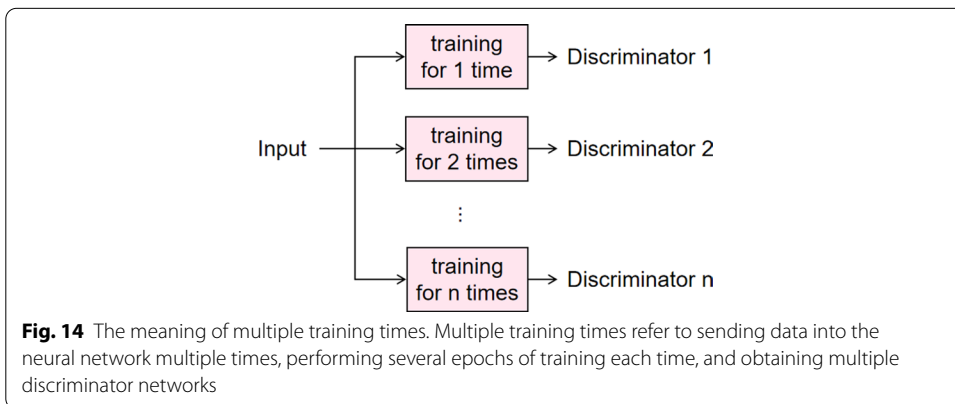 training
for 1 time
Discriminator 1
Input
training
for 2 times
Discriminator 2
⋮
training
for n times
Discriminator n
Fig. 14 The meaning of multiple training times. Multiple training times refer to sending data into the
neural network multiple times, performing several epochs of training each time, and obtaining multiple
discriminator networks